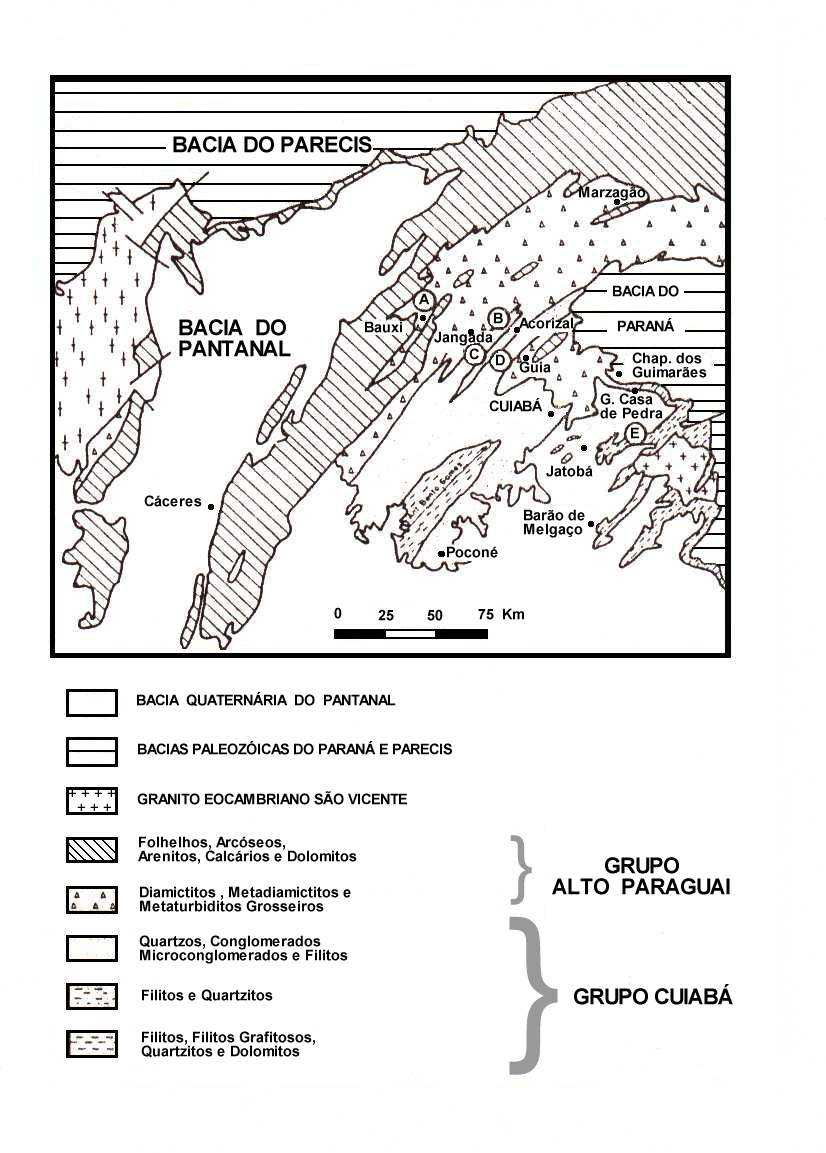 BACIA DO PARECIS
Marzagão
BACIA DO
PARANÁ
A
B
BACIA DO
PANTANAL
Bauxi
Jangada
Acorizal
C
D
Guia
Chap. dos
Guimarães
CUIABÁ
G. Casa
de Pedra
E
Jatobá
Cáceres
Barão de
Melgaço
Poconé
0 25 50 75 Km
BACIA QUATERNÁRIA DO PANTANAL
BACIAS PALEOZÓICAS DO PARANÁ E PARECIS
GRANITO EOCAMBRIANO SÃO VICENTE
Folhelhos, Arcóseos,
Arenitos, Calcários e Dolomitos
GRUPO
ALTO PARAGUAI
Diamictitos , Metadiamictitos e
Metaturbiditos Grosseiros
Quartzos, Conglomerados
Microconglomerados e Filitos
Filitos e Quartzitos
GRUPO CUIABÁ
Filitos, Filitos Grafitosos,
Quartzitos e Dolomitos